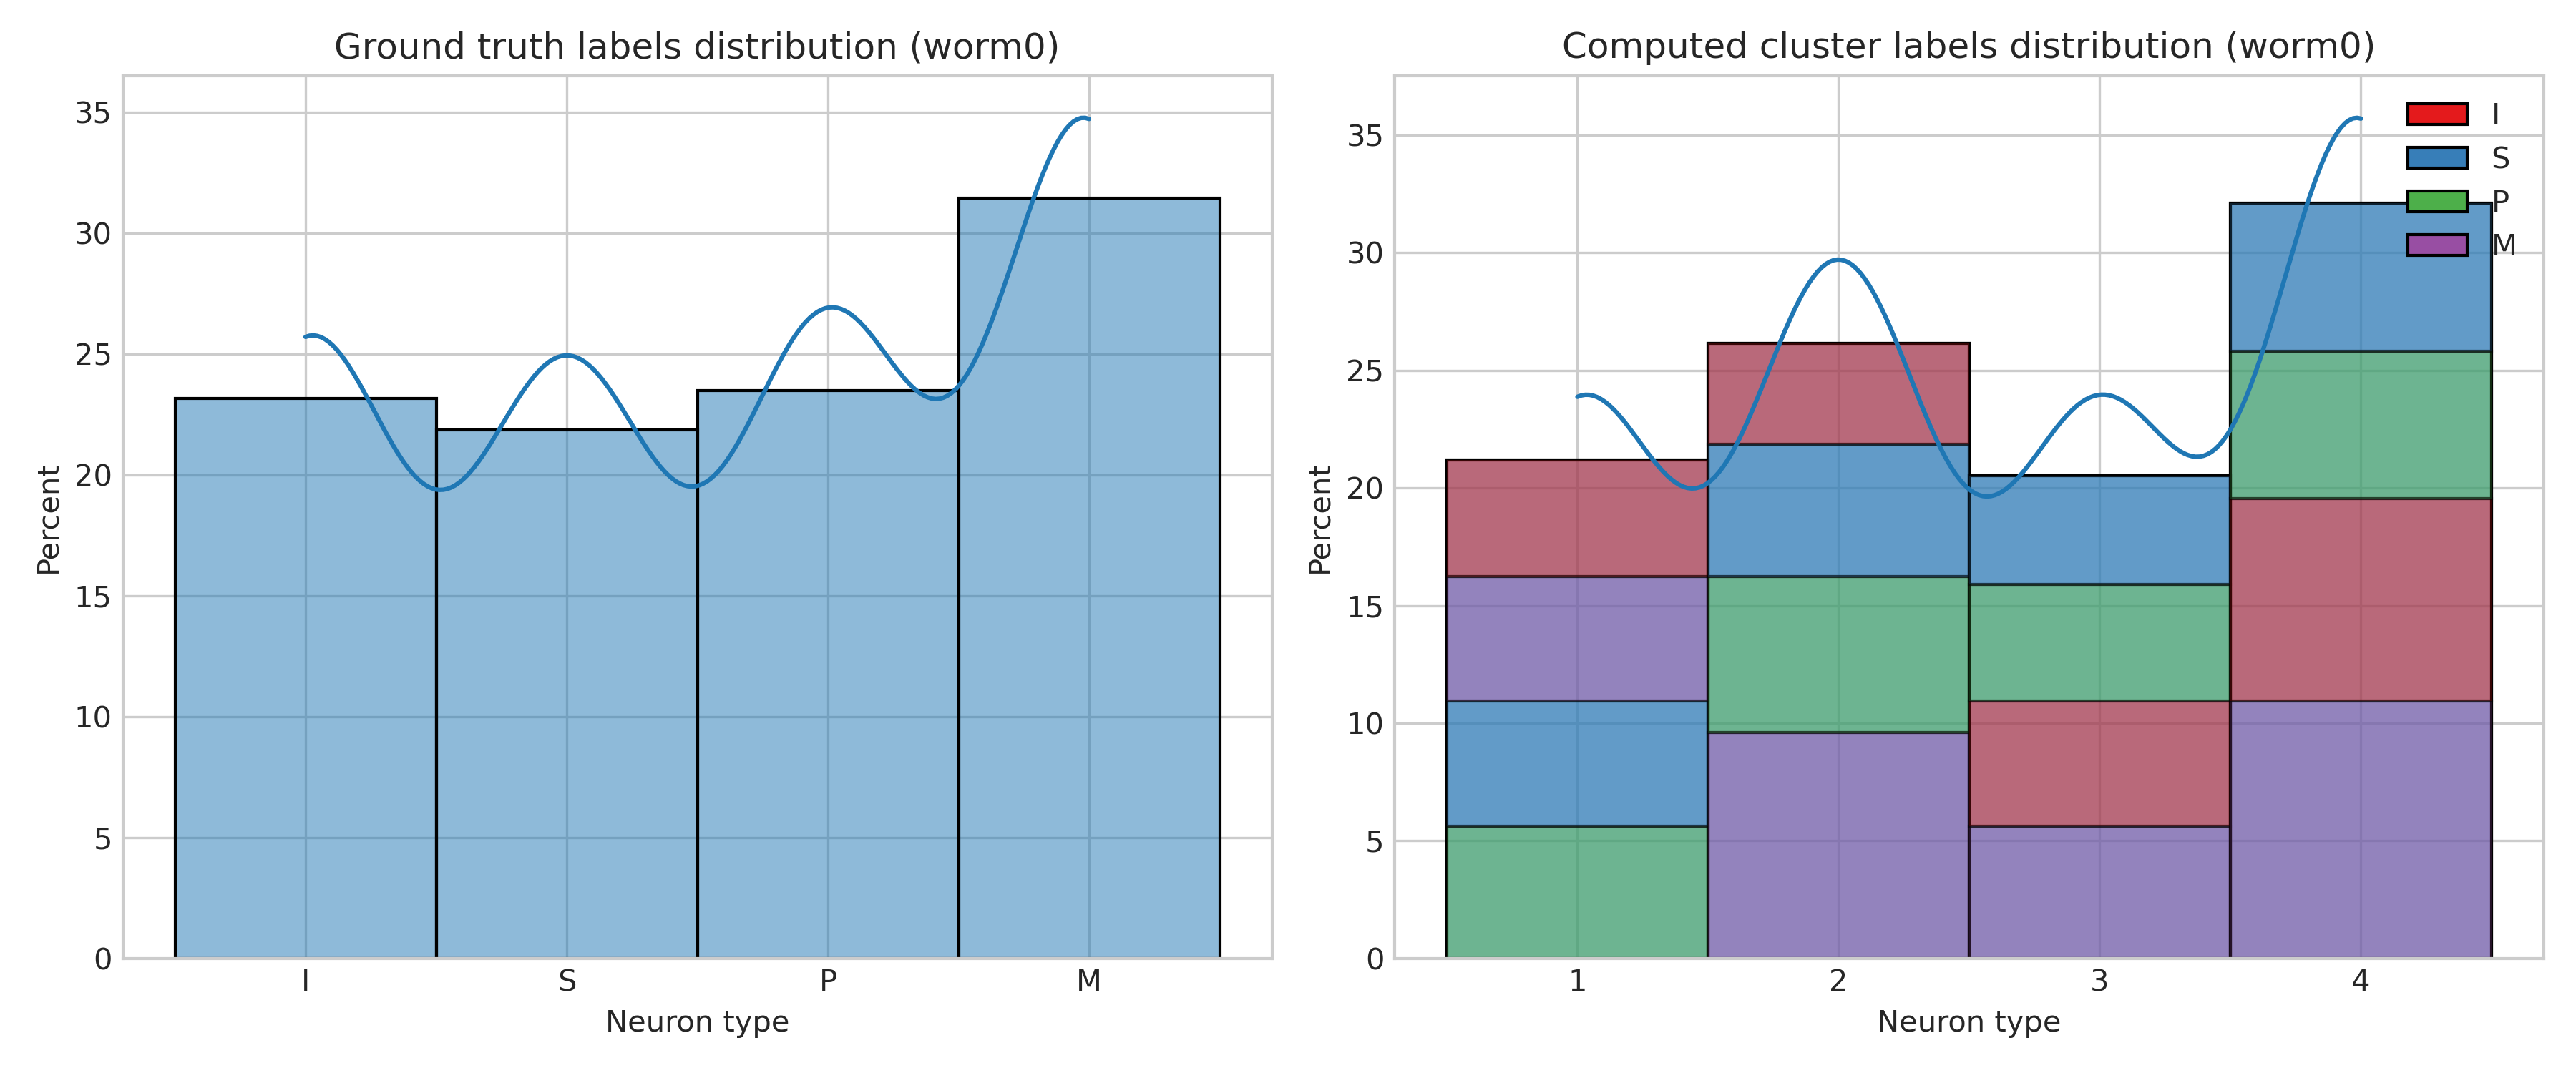 Ground truth labels distribution (worm0)
35
30
25
20
15
10
5
0
Percent
I S P M
Neuron type
Computed cluster labels distribution (worm0)
35
30
25
20
15
10
5
0
Percent
I
S
P
M
1 2 3 4
Neuron type